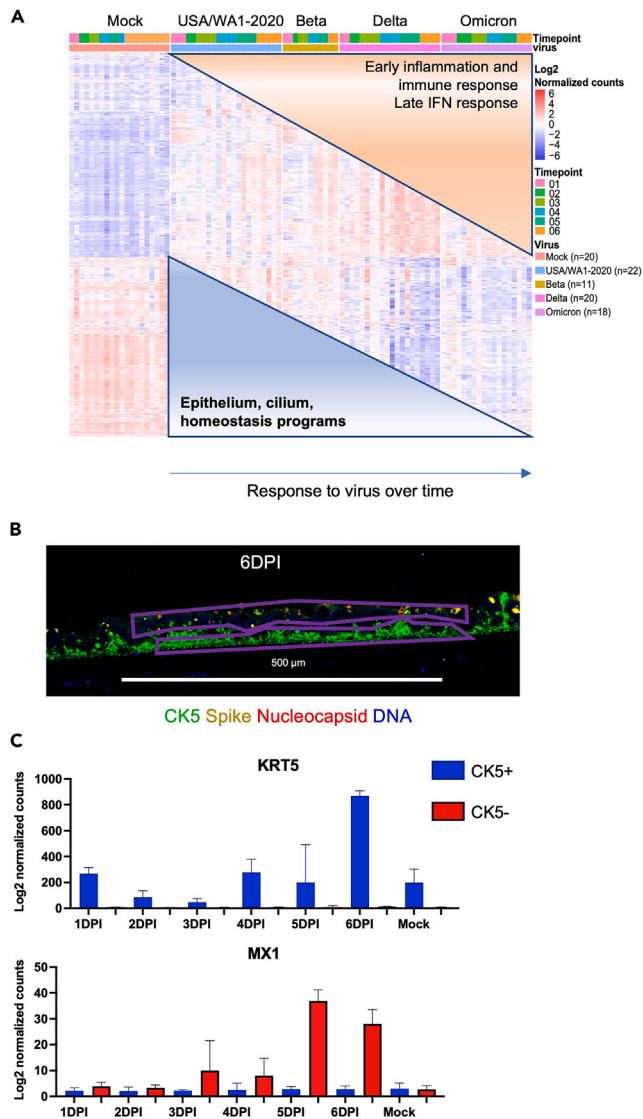 A
Mock
USA/WA1-2020
Beta
Delta
Omicron
Timepoint
virus
Early inflammation and
immune response
Late IFN response
Log2
Normalized counts
6
4
2
0
−2
−4
−6
Timepoint
01
02
03
04
05
06
Virus
Mock (n=20)
USA/WA1-2020 (n=22)
Beta (n=11)
Delta (n=20)
Omicron (n=18)
Epithelium, cilium,
homeostasis programs
Response to virus over time
B
6DPI
500 µm
CK5 Spike Nucleocapsid DNA
C
KRT5
CK5+
CK5-
Log2 normalized counts
1000
800
600
400
200
0
1DPI 2DPI 3DPI 4DPI 5DPI 6DPI Mock
MX1
Log2 normalized counts
50
40
30
20
10
0
1DPI 2DPI 3DPI 4DPI 5DPI 6DPI Mock